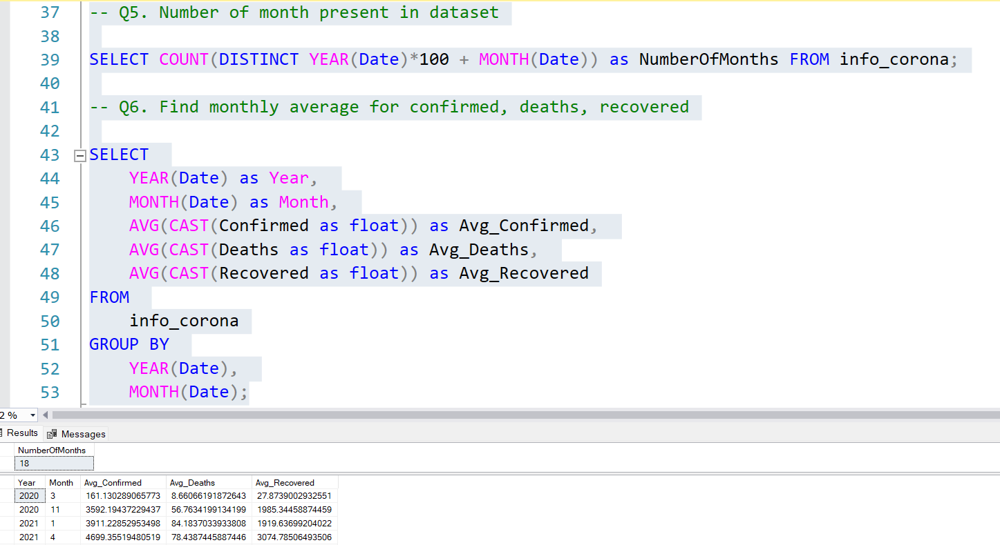 37 -- Q5. Number of month present in dataset
38
39 SELECT COUNT(DISTINCT YEAR(Date)*100 + MONTH(Date)) as NumberOfMonths FROM info_corona;
40
41 -- Q6. Find monthly average for confirmed, deaths, recovered
42
43 SELECT
44 YEAR(Date) as Year,
45 MONTH(Date) as Month,
46 AVG(CAST(Confirmed as float)) as Avg_Confirmed,
47 AVG(CAST(Deaths as float)) as Avg_Deaths,
48 AVG(CAST(Recovered as float)) as Avg_Recovered
49 FROM
50 info_corona
51 GROUP BY
52 YEAR(Date),
53 MONTH(Date);
2 %
Results Messages
NumberOfMonths
18
Year Month Avg_Confirmed Avg_Deaths Avg_Recovered
2020 3 161.130289065773 8.66066191872643 27.8739002932551
2020 11 3592.19437229437 56.7634199134199 1985.34458874459
2021 1 3911.22852953498 84.1837033933808 1919.63699204022
2021 4 4699.35519480519 78.4387445887446 3074.78506493506